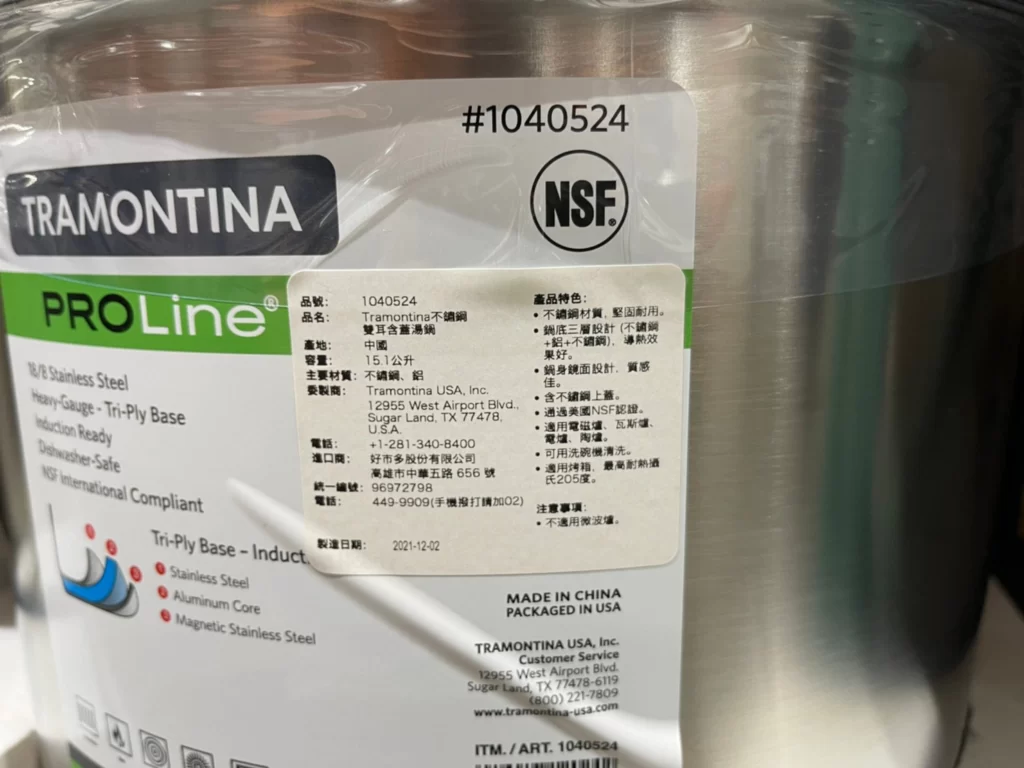 #1040524
NSF®
TRAMONTINA
PROLine®
18/8 Stainless Steel
Heavy-Gauge - Tri-Ply Base
Induction Ready
Dishwasher-Safe
NSF International Compliant
Tri-Ply Base – Induct
1 Stainless Steel
2 Aluminum Core
3 Magnetic Stainless Steel
品號: 1040524
品名: Tramontina不鏽鋼
雙耳含蓋湯鍋
產地: 中國
容量: 15.1公升
主要材質: 不鏽鋼、鋁
委製商: Tramontina USA, Inc.
12955 West Airport Blvd.,
Sugar Land, TX 77478,
U.S.A.
電話: +1-281-340-8400
進口商: 好市多股份有限公司
高雄市中華五路 656 號
統一編號: 96972798
電話: 449-9909(手機撥打請加02)
製造日期: 2021-12-02
產品特色:
• 不鏽鋼材質, 堅固耐用。
• 鍋底三層設計 (不鏽鋼
+鋁+不鏽鋼), 導熱效
果好。
• 鍋身鏡面設計, 質感
佳。
• 含不鏽鋼上蓋。
• 通過美國NSF認證。
• 適用電磁爐、瓦斯爐、
電爐、陶爐。
• 可用洗碗機清洗。
• 適用烤箱, 最高耐熱攝
氏205度。
注意事項:
• 不適用微波爐。
MADE IN CHINA
PACKAGED IN USA
TRAMONTINA USA, Inc.
Customer Service
12955 West Airport Blvd.
Sugar Land, TX 77478-6119
(800) 221-7809
www.tramontina-usa.com
ITM. / ART. 1040524